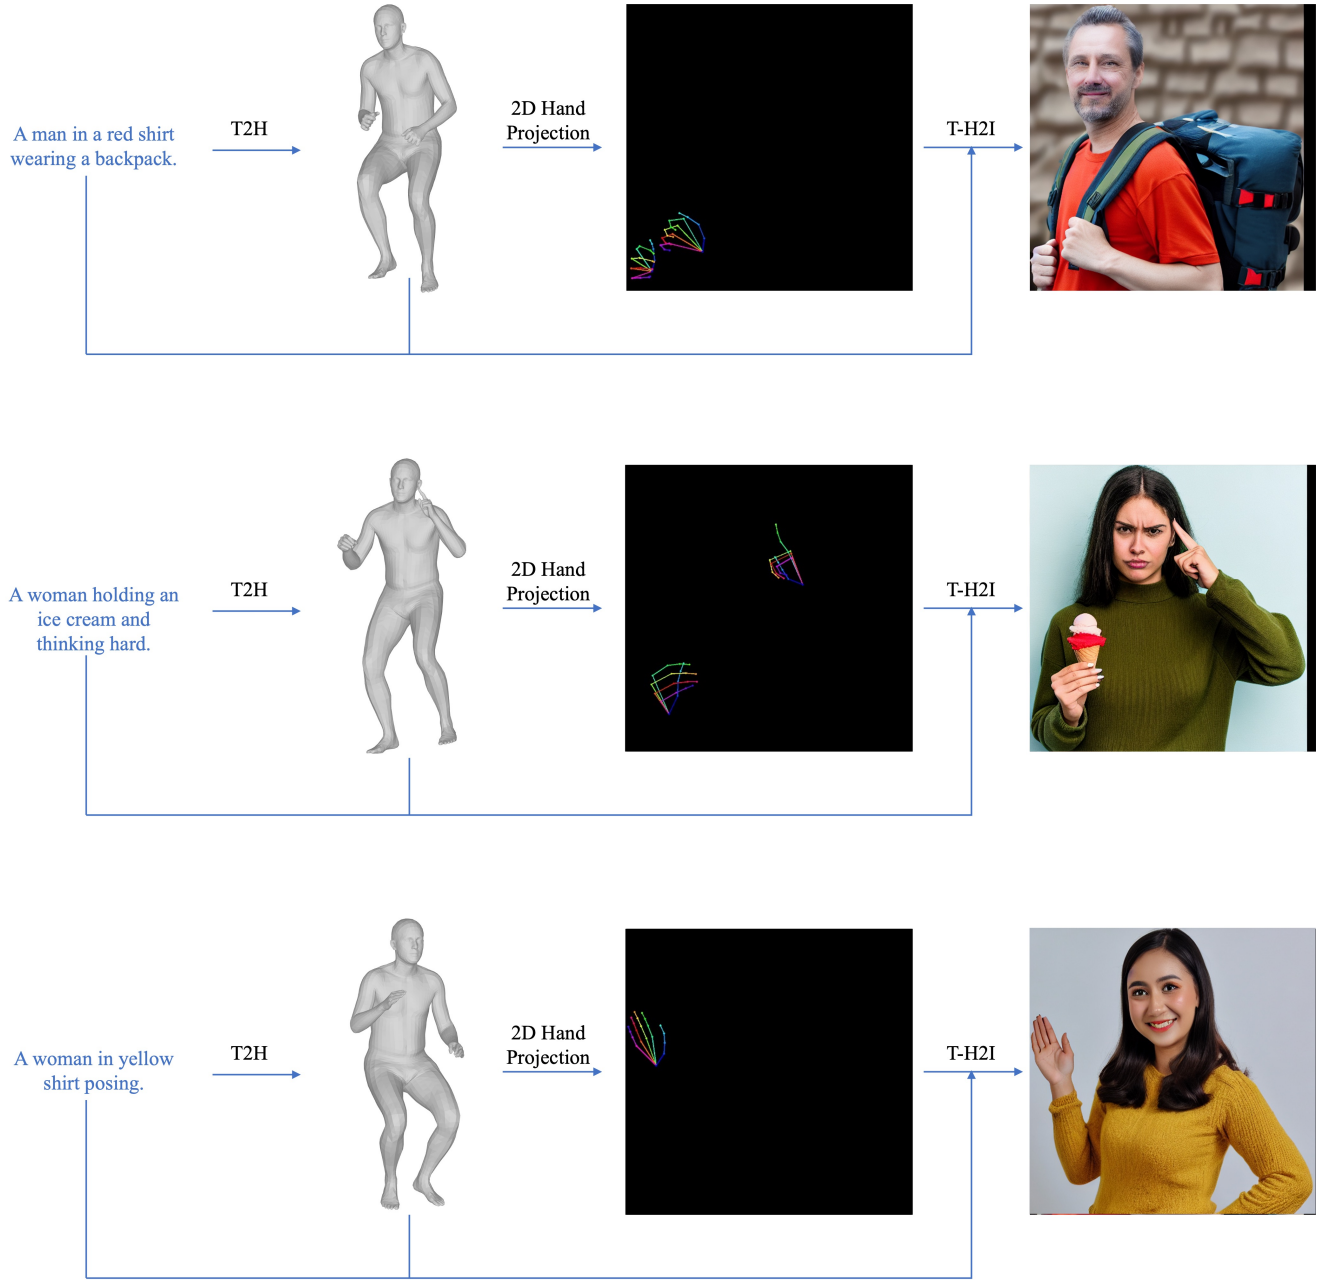 A man in a red shirt
wearing a backpack.
T2H
2D Hand
Projection
T-H2I
A woman holding an
ice cream and
thinking hard.
T2H
2D Hand
Projection
T-H2I
A woman in yellow
shirt posing.
T2H
2D Hand
Projection
T-H2I